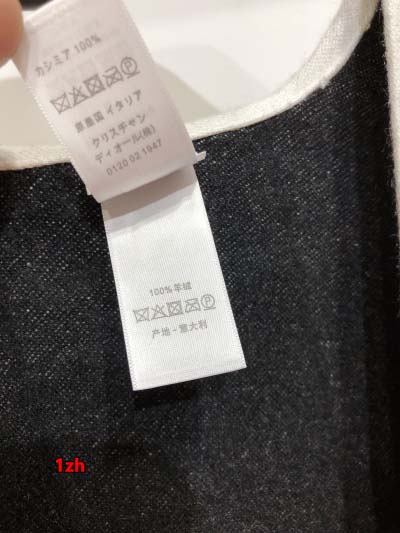 カシミア 100%
原産国 イタリア
クリスチャン
ディオール(株)
0120 02 1947
100%羊绒
产地-意大利
1zh